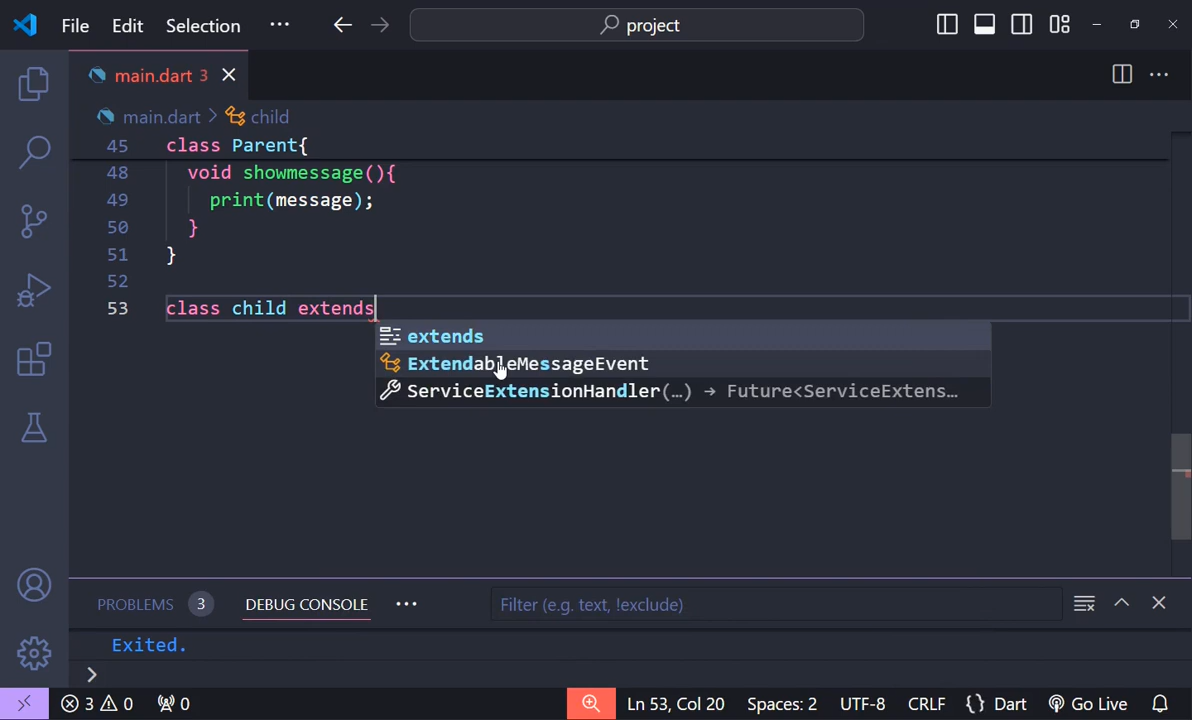 File Edit Selection ··· project
main.dart 3
main.dart > child
45 class Parent{
48 void showmessage(){
49 print(message);
50 }
51 }
52
53 class child extends
extends
ExtendableMessageEvent
ServiceExtensionHandler(…) → Future<ServiceExtens…
PROBLEMS 3 DEBUG CONSOLE ··· Filter (e.g. text, !exclude)
Exited.
>
3 0 0 Ln 53, Col 20 Spaces: 2 UTF-8 CRLF {} Dart Go Live